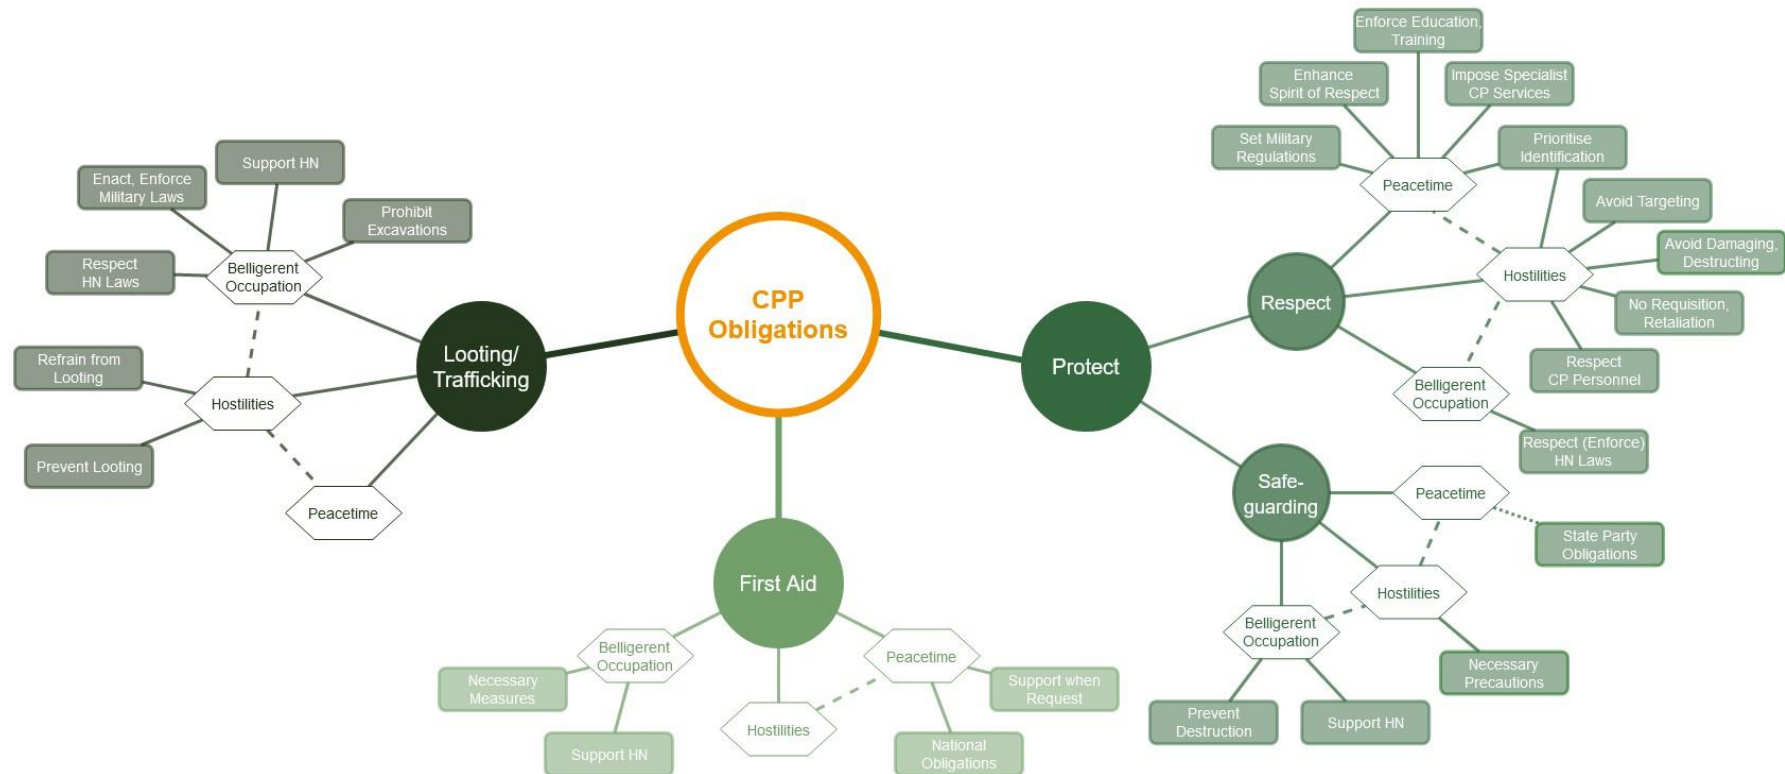 CPP
Obligations
Looting/
Trafficking
Belligerent
Occupation
Support HN
Enact, Enforce
Military Laws
Prohibit
Excavations
Respect
HN Laws
Hostilities
Refrain from
Looting
Prevent Looting
Peacetime
First Aid
Belligerent
Occupation
Necessary
Measures
Support HN
Hostilities
Peacetime
Support when
Request
National
Obligations
Protect
Respect
Peacetime
Enforce Education,
Training
Enhance
Spirit of Respect
Impose Specialist
CP Services
Set Military
Regulations
Prioritise
Identification
Hostilities
Avoid Targeting
Avoid Damaging,
Destructing
No Requisition,
Retaliation
Respect
CP Personnel
Belligerent
Occupation
Respect (Enforce)
HN Laws
Safe-
guarding
Peacetime
State Party
Obligations
Hostilities
Necessary
Precautions
Belligerent
Occupation
Prevent
Destruction
Support HN